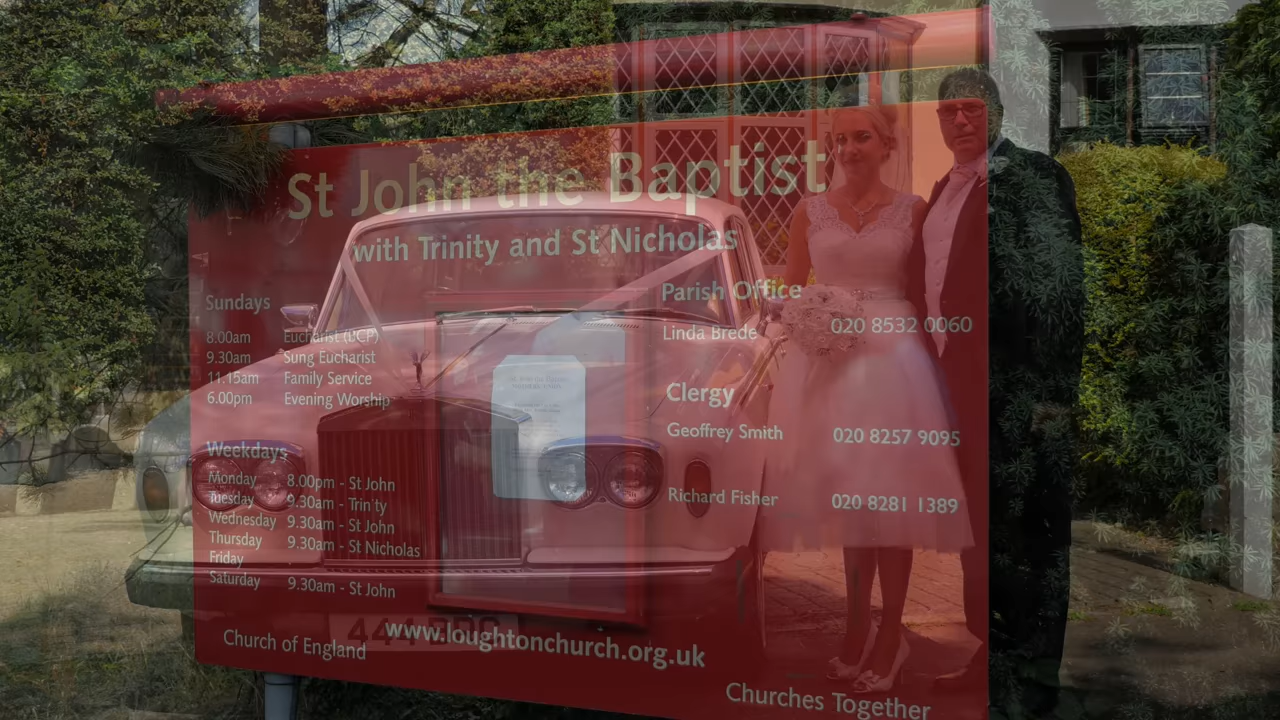 St John the Baptist
with Trinity and St Nicholas
Sundays
8.00am Eucharist (BCP)
9.30am Sung Eucharist
11.15am Family Service
6.00pm Evening Worship
Weekdays
Monday 8.00pm - St John
Tuesday 9.30am - Trinity
Wednesday 9.30am - St John
Thursday 9.30am - St Nicholas
Friday
Saturday 9.30am - St John
Parish Office
Linda Brede 020 8532 0060
Clergy
Geoffrey Smith 020 8257 9095
Richard Fisher 020 8281 1389
www.loughtonchurch.org.uk
Church of England
Churches Together